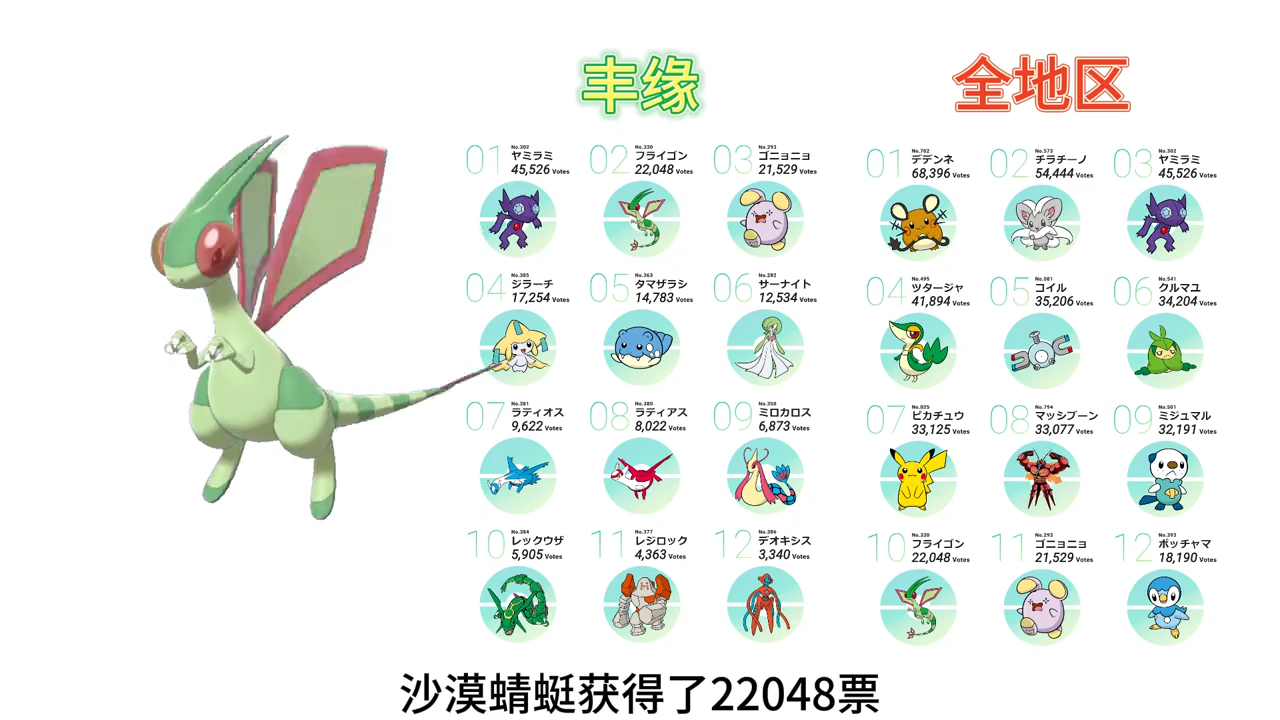 丰缘
全地区
01 No.302
ヤミラミ
45,526 Votes
02 No.330
フライゴン
22,048 Votes
03 No.293
ゴニョニョ
21,529 Votes
04 No.385
ジラーチ
17,254 Votes
05 No.363
タマザラシ
14,783 Votes
06 No.282
サーナイト
12,534 Votes
07 No.381
ラティオス
9,622 Votes
08 No.380
ラティアス
8,022 Votes
09 No.350
ミロカロス
6,873 Votes
10 No.384
レックウザ
5,905 Votes
11 No.377
レジロック
4,363 Votes
12 No.386
デオキシス
3,340 Votes
01 No.702
デデンネ
68,396 Votes
02 No.573
チラチーノ
54,444 Votes
03 No.302
ヤミラミ
45,526 Votes
04 No.495
ツタージャ
41,894 Votes
05 No.081
コイル
35,206 Votes
06 No.541
クルマユ
34,204 Votes
07 No.025
ピカチュウ
33,125 Votes
08 No.794
マッシブーン
33,077 Votes
09 No.501
ミジュマル
32,191 Votes
10 No.330
フライゴン
22,048 Votes
11 No.293
ゴニョニョ
21,529 Votes
12 No.393
ポッチャマ
18,190 Votes
沙漠蜻蜓获得了22048票